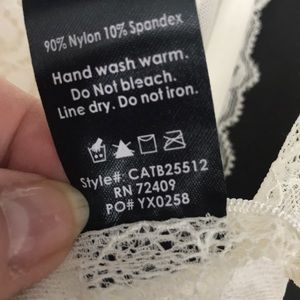 90% Nylon 10% Spandex
Hand wash warm.
Do Not Bleach.
Line dry. Do not iron.
Style#: CATB25512
RN 72409
PO# YX0258